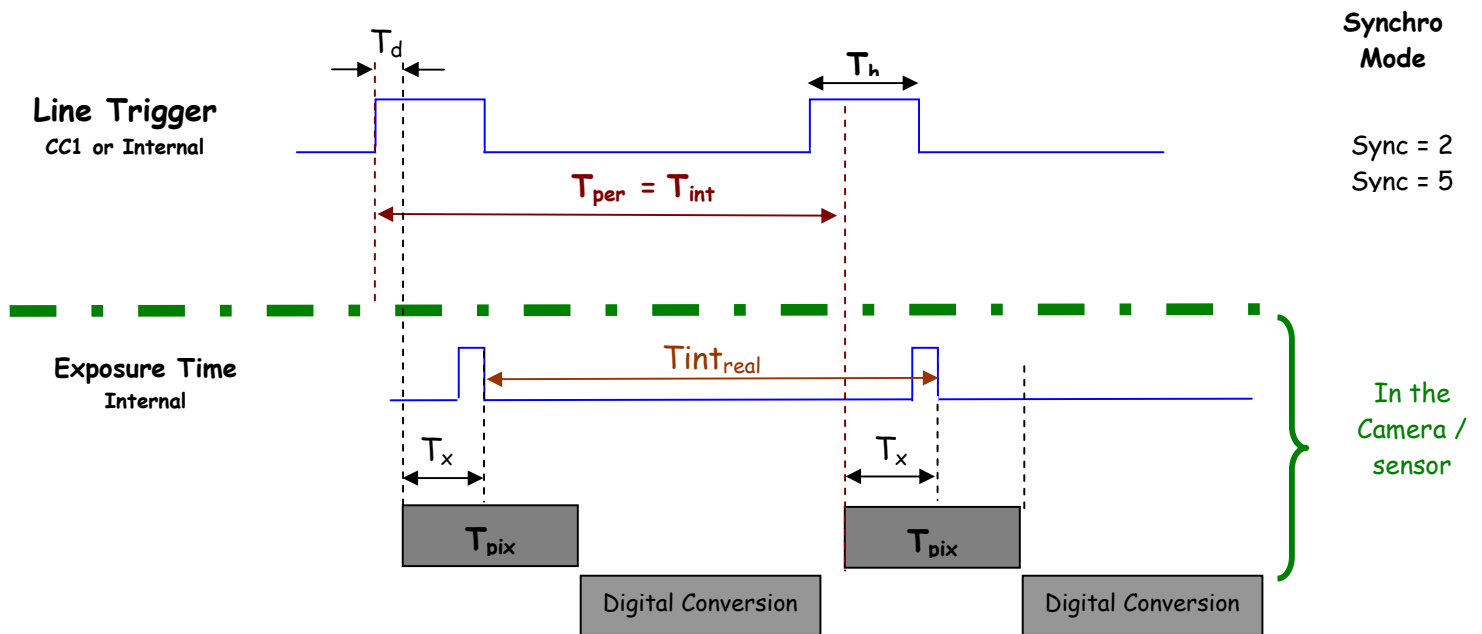 Synchro
Mode
Td
Th
Line Trigger
CC1 or Internal
Sync = 2
Sync = 5
Tper = Tint
Exposure Time
Internal
Tintreal
In the
Camera /
sensor
Tx
Tx
Tpix
Tpix
Digital Conversion
Digital Conversion